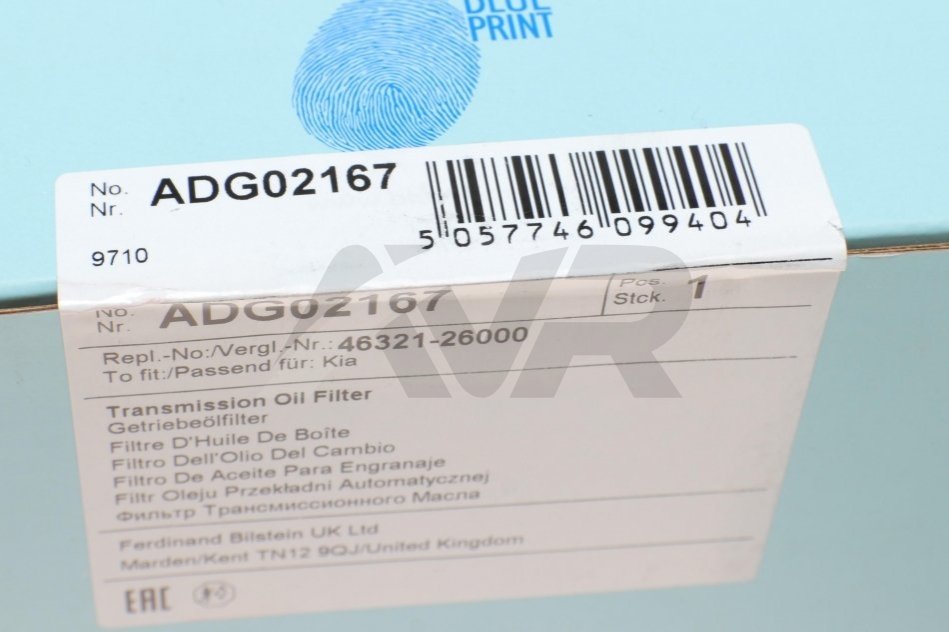 BLUE
PRINT
No. ADG02167
Nr.
9710
5 057746 099404
No. ADG02167
Nr.
Pcs.
Stck. 1
Repl.-No:/Vergl.-Nr.: 46321-26000
To fit:/Passend für: Kia
Transmission Oil Filter
Getriebeölfilter
Filtre D'Huile De Boîte
Filtro Dell'Olio Del Cambio
Filtro De Aceite Para Engranaje
Filtr Oleju Przekładni Automatycznej
Фильтр Трансмиссионного Масла
Ferdinand Bilstein UK Ltd
Marden/Kent TN12 9QJ/United Kingdom
EAC
AVR